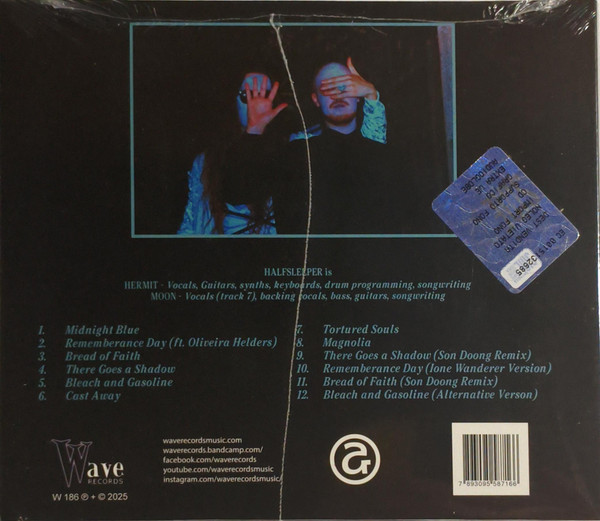 HALFSLEEPER is
HERMIT - Vocals, Guitars, synths, keyboards, drum programming, songwriting
MOON - Vocals (track 7), backing vocals, bass, guitars, songwriting
1. Midnight Blue
2. Rememberance Day (ft. Oliveira Helders)
3. Bread of Faith
4. There Goes a Shadow
5. Bleach and Gasoline
6. Cast Away
7. Tortured Souls
8. Magnolia
9. There Goes a Shadow (Son Doong Remix)
10. Rememberance Day (Ione Wanderer Version)
11. Bread of Faith (Son Doong Remix)
12. Bleach and Gasoline (Alternative Verson)
Wave
RECORDS
W 186 ℗ + © 2025
waverecordsmusic.com
waverecords.bandcamp.com/
facebook.com/waverecords
youtube.com/waverecordsmusic
instagram.com/waverecordsmusic/
7 893095 587166
32685